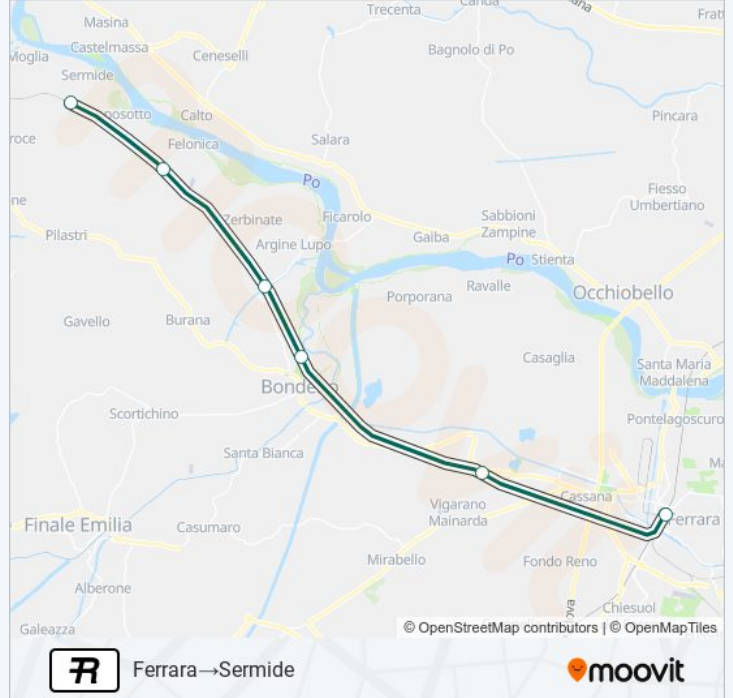 Trecenta
Canda
Masina
Castelmassa
Ceneselli
Bagnolo di Po
Moglia
Sermide
Calto
Pincara
Salara
Felonica
Po
Fiesso
Umbertiano
Zerbinate
Ficarolo
Sabbioni
Zampine
Pilastri
Argine Lupo
Gaiba
Po
Stienta
Ravalle
Porporana
Occhiobello
Gavello
Burana
Casaglia
Santa Maria
Maddalena
Bondeno
Scortichino
Pontelagoscuro
Santa Bianca
Cassana
Vigarano
Mainarda
Finale Emilia
Casumaro
Ferrara
Mirabello
Fondo Reno
Alberone
Chiesuol
Galeazza
© OpenStreetMap contributors | © OpenMapTiles
R
Ferrara→Sermide
moovit